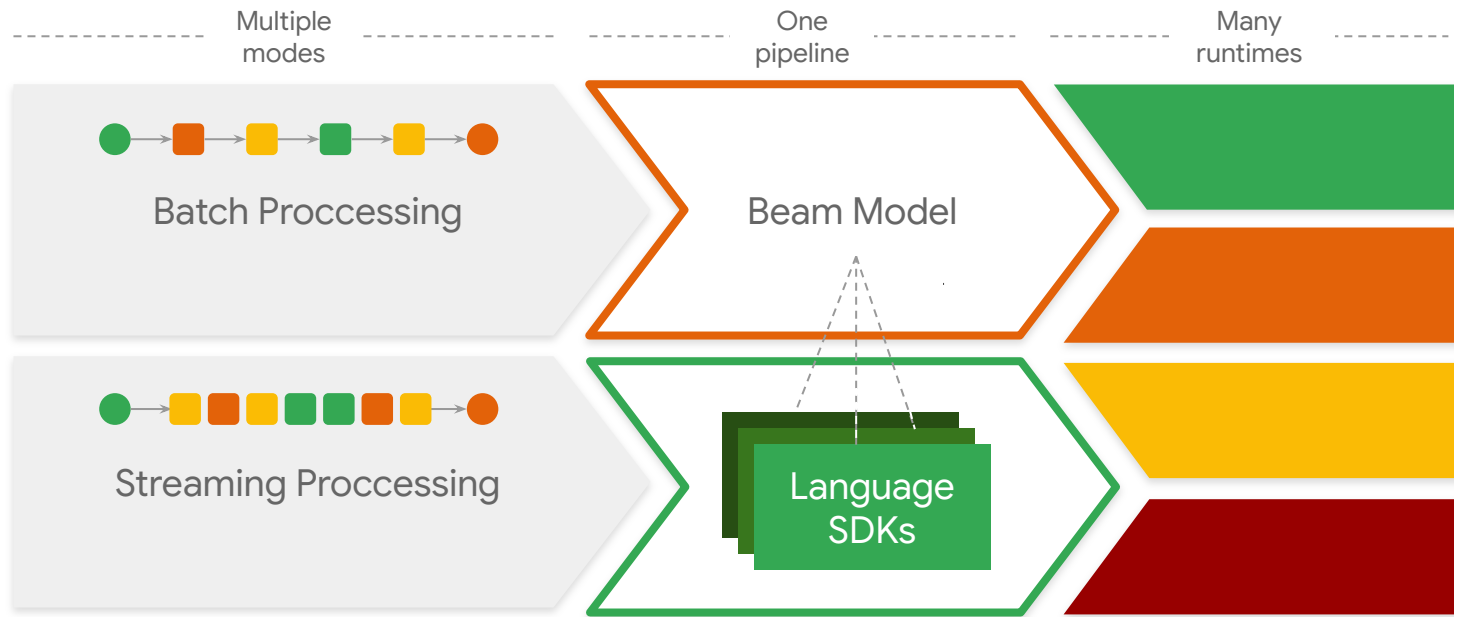 Multiple
modes
One
pipeline
Many
runtimes
Batch Proccessing
Beam Model
Streaming Proccessing
Language
SDKs